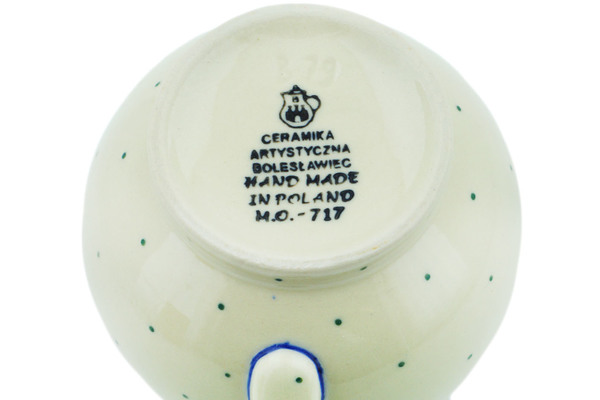 CERAMIKA
ARTYSTYCZNA
BOLESŁAWIEC
HAND MADE
IN POLAND
M.O.-717